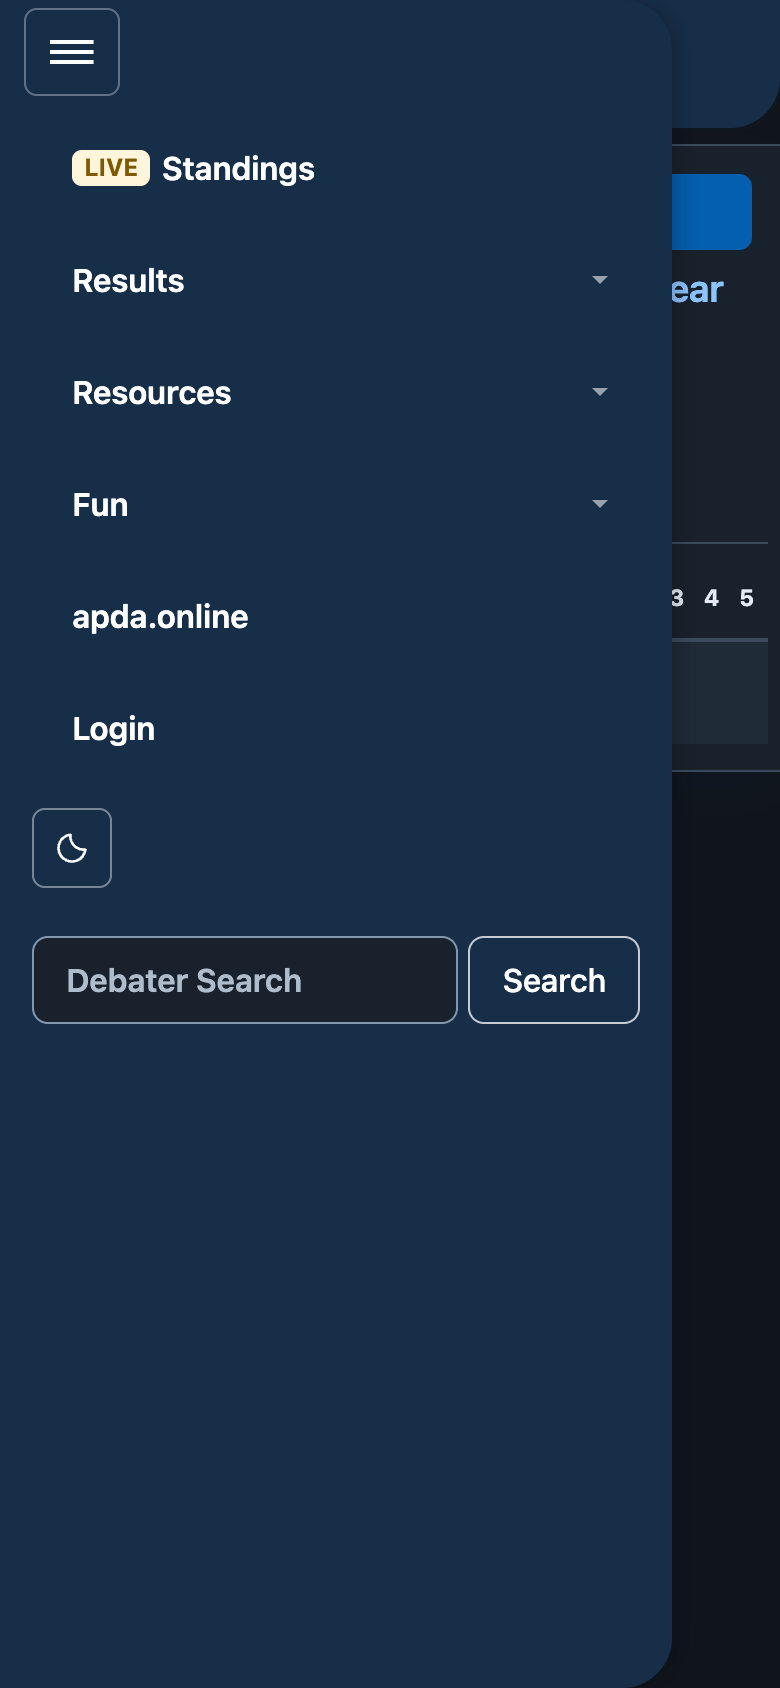 LIVE Standings
Results
ear
Resources
Fun
3 4 5
apda.online
Login
Debater Search
Search